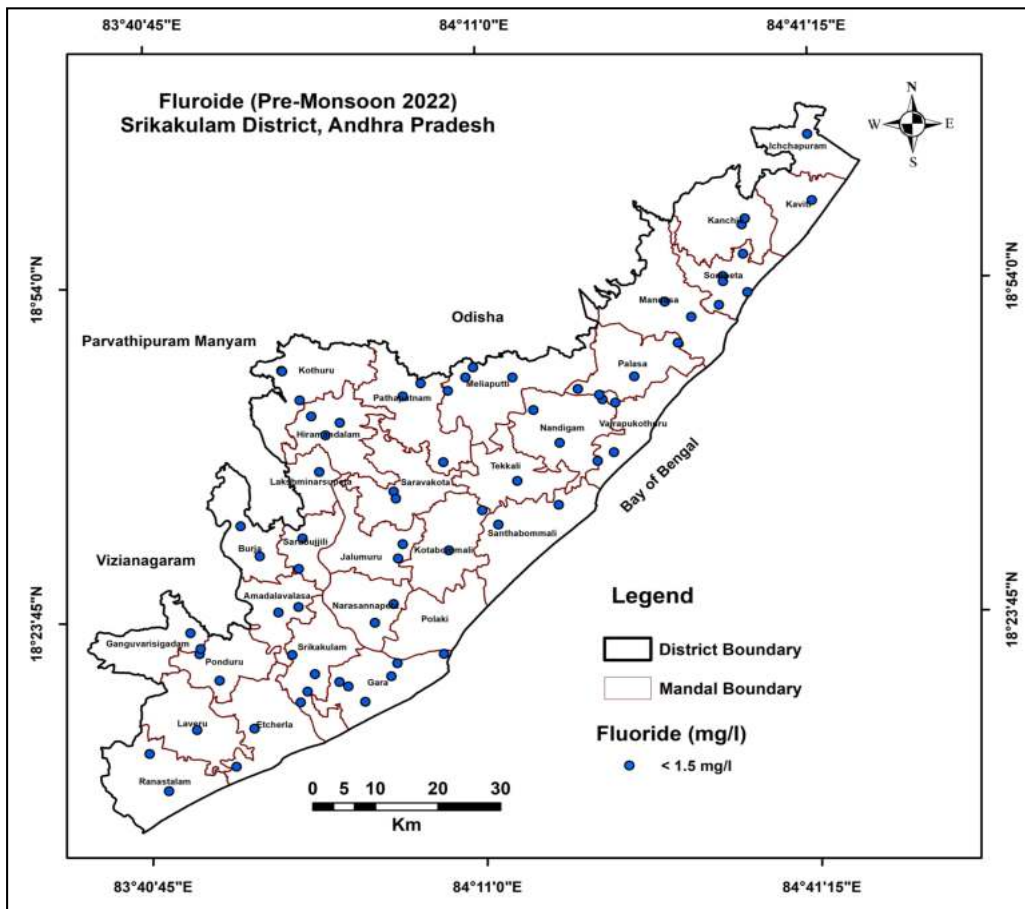 83°40'45"E
84°11'0"E
84°41'15"E
Fluroide (Pre-Monsoon 2022)
Srikakulam District, Andhra Pradesh
N
W
E
S
Ichchapuram
Kaviti
Kanchili
Sompeta
18°54'0"N
18°54'0"N
Mandasa
Odisha
Parvathipuram Manyam
Palasa
Kothuru
Meliaputti
Pathapatnam
Vajrapukothuru
Nandigam
Hiramandalam
Tekkali
Lakshminarsupeta
Saravakota
Bay of Bengal
Santhabommali
Sarabujjili
Burja
Kotabommali
Jalumuru
Vizianagaram
Amadalavalasa
Narasannapeta
Legend
Polaki
18°23'45"N
18°23'45"N
Ganguvarisigadam
Srikakulam
District Boundary
Ponduru
Gara
Mandal Boundary
Laveru
Etcherla
Fluoride (mg/l)
< 1.5 mg/l
Ranastalam
0 5 10 20 30
Km
83°40'45"E
84°11'0"E
84°41'15"E